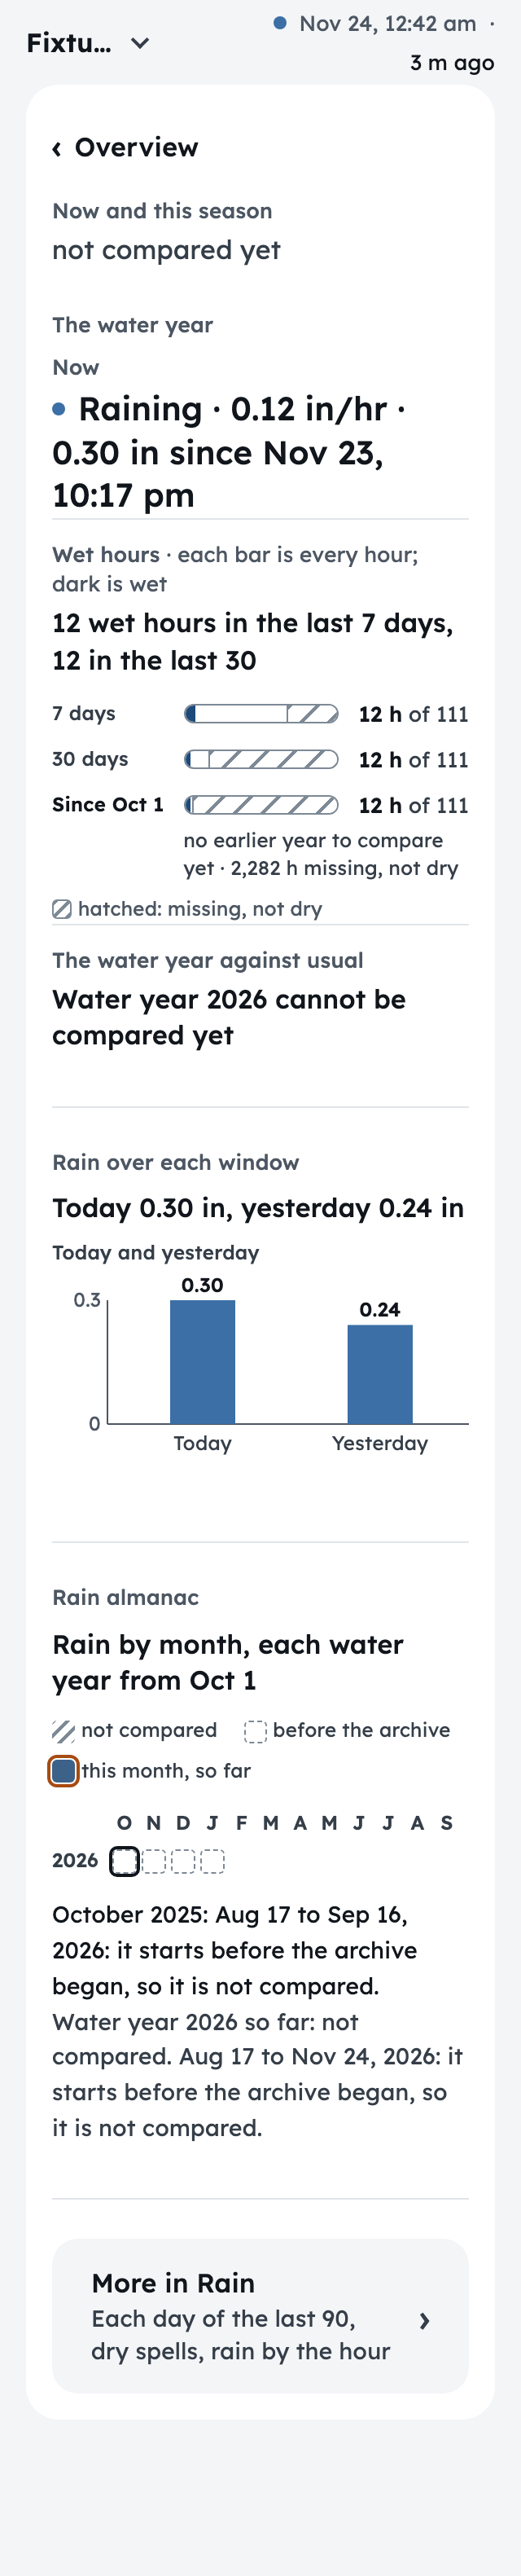 Fixtu...
Nov 24, 12:42 am ·
3 m ago
‹ Overview
Now and this season
not compared yet
The water year
Now
Raining · 0.12 in/hr ·
0.30 in since Nov 23,
10:17 pm
Wet hours · each bar is every hour;
dark is wet
12 wet hours in the last 7 days,
12 in the last 30
7 days 12 h of 111
30 days 12 h of 111
Since Oct 1 12 h of 111
no earlier year to compare
yet · 2,282 h missing, not dry
hatched: missing, not dry
The water year against usual
Water year 2026 cannot be
compared yet
Rain over each window
Today 0.30 in, yesterday 0.24 in
Today and yesterday
0.30
0.3
0.24
0
Today Yesterday
Rain almanac
Rain by month, each water
year from Oct 1
not compared before the archive
this month, so far
O N D J F M A M J J A S
2026
October 2025: Aug 17 to Sep 16,
2026: it starts before the archive
began, so it is not compared.
Water year 2026 so far: not
compared. Aug 17 to Nov 24, 2026: it
starts before the archive began, so
it is not compared.
More in Rain
Each day of the last 90,
dry spells, rain by the hour
›